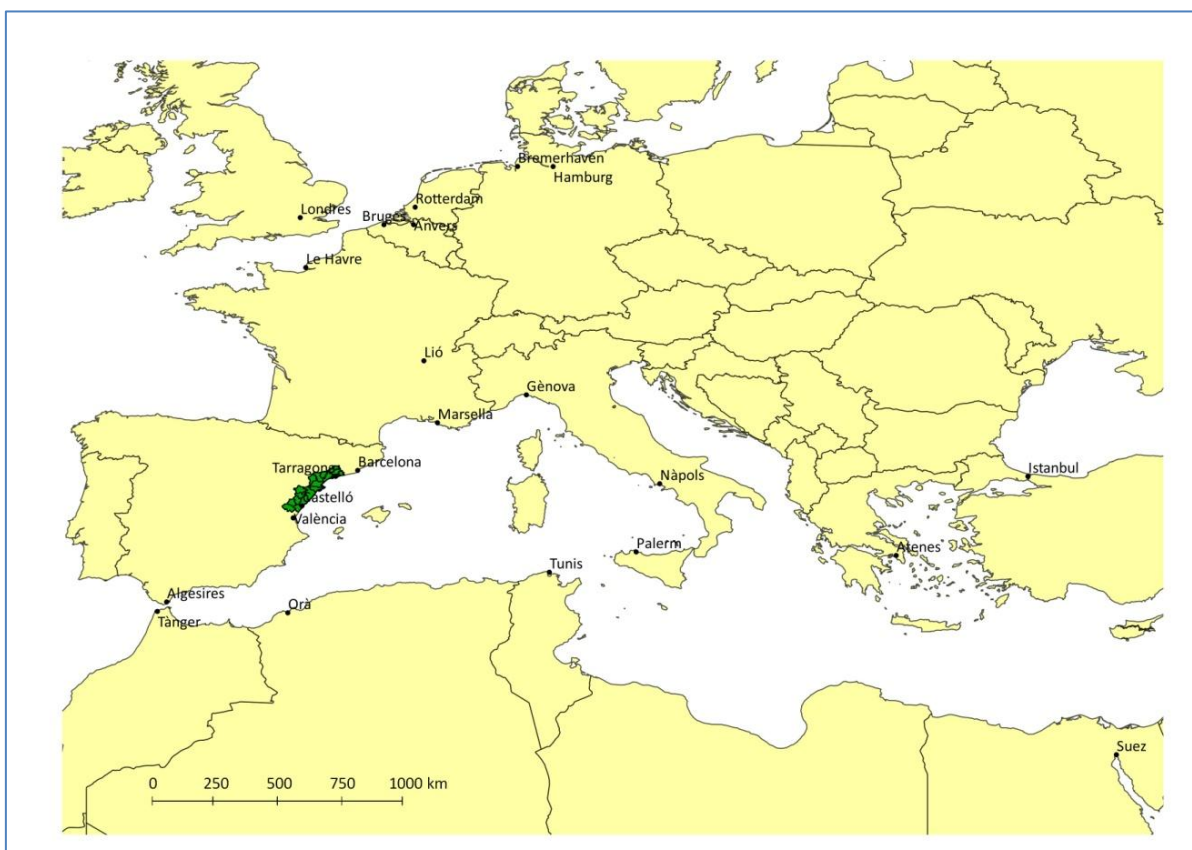 Bremerhaven
Hamburg
Rotterdam
Londres
Bruges
Anvers
Le Havre
Lió
Gènova
Marsella
Barcelona
Tarragona
Castelló
València
Nàpols
Istanbul
Palerm
Atenes
Tunis
Algesires
Orà
Tànger
Suez
0 250 500 750 1000 km